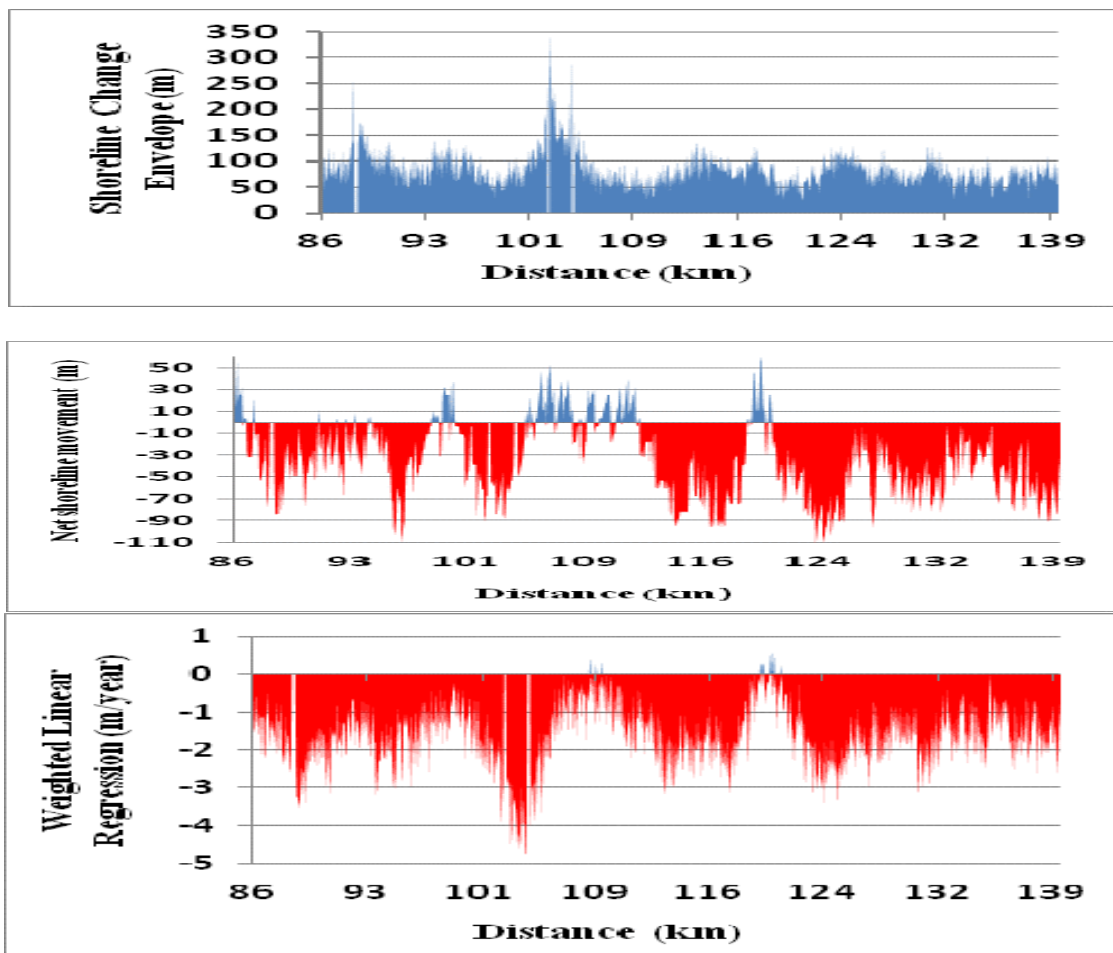 Shoreline Change
Envelope (m)
350
300
250
200
150
100
50
0
86 93 101 109 116 124 132 139
Distance (km)
Net shoreline movement (m)
50
30
10
-10
-30
-50
-70
-90
-110
86 93 101 109 116 124 132 139
Distance (km)
Weighted Linear
Regression (m/year)
1
0
-1
-2
-3
-4
-5
86 93 101 109 116 124 132 139
Distance (km)